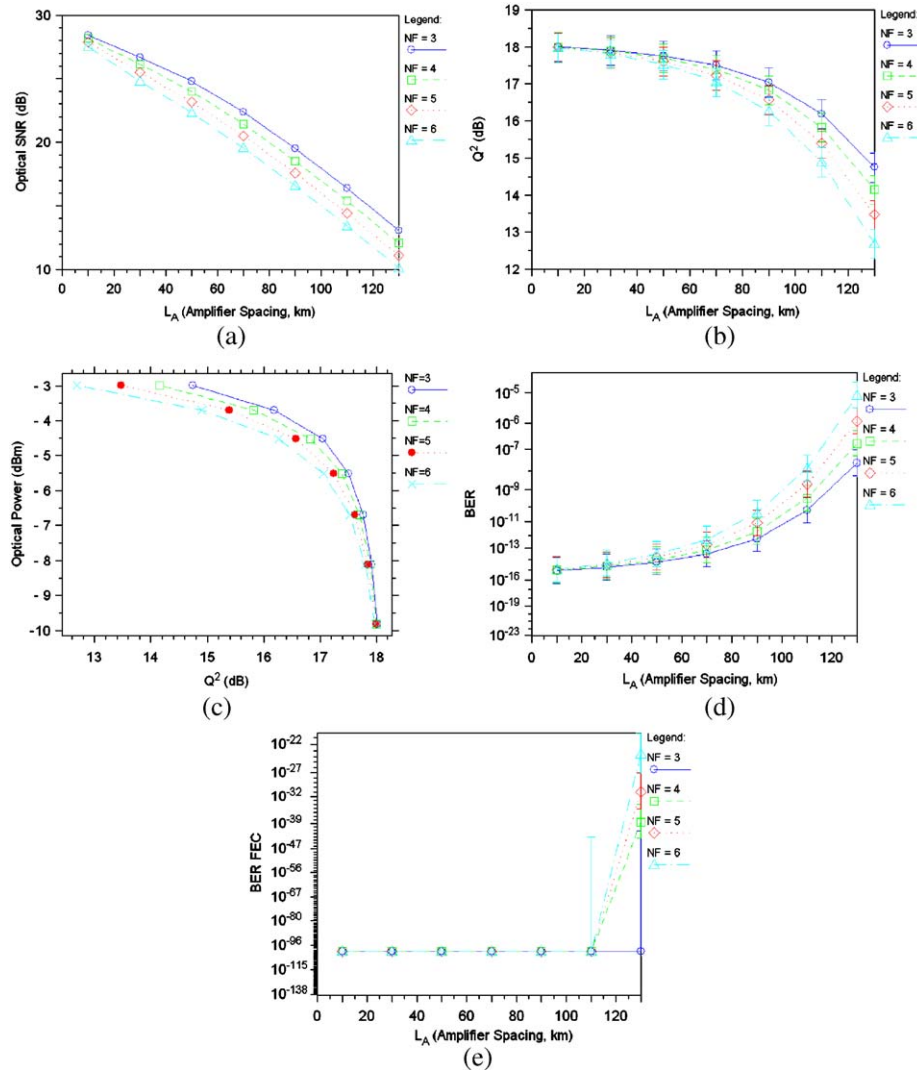 30
20
10
Optical SNR (dB)
0 20 40 60 80 100 120
L_A (Amplifier Spacing, km)
Legend:
NF = 3
NF = 4
NF = 5
NF = 6
(a)
19
18
17
16
15
14
13
12
Q² (dB)
0 20 40 60 80 100 120
L_A (Amplifier Spacing, km)
Legend:
NF = 3
NF = 4
NF = 5
NF = 6
(b)
- 3
- 4
- 5
- 6
- 7
- 8
- 9
- 10
Optical Power (dBm)
13 14 15 16 17 18
Q² (dB)
NF=3
NF=4
NF=5
NF=6
(c)
10⁻⁵
10⁻⁶
10⁻⁷
10⁻⁹
10⁻¹¹
10⁻¹³
10⁻¹⁶
10⁻¹⁹
10⁻²³
BER
0 20 40 60 80 100 120
L_A (Amplifier Spacing, km)
Legend:
NF = 3
NF = 4
NF = 5
NF = 6
(d)
10⁻²²
10⁻²⁷
10⁻³²
10⁻³⁹
10⁻⁴⁷
10⁻⁵⁶
10⁻⁶⁷
10⁻⁸⁰
10⁻⁹⁶
10⁻¹¹⁵
10⁻¹³⁸
BER FEC
0 20 40 60 80 100 120
L_A (Amplifier Spacing, km)
Legend:
NF = 3
NF = 4
NF = 5
NF = 6
(e)